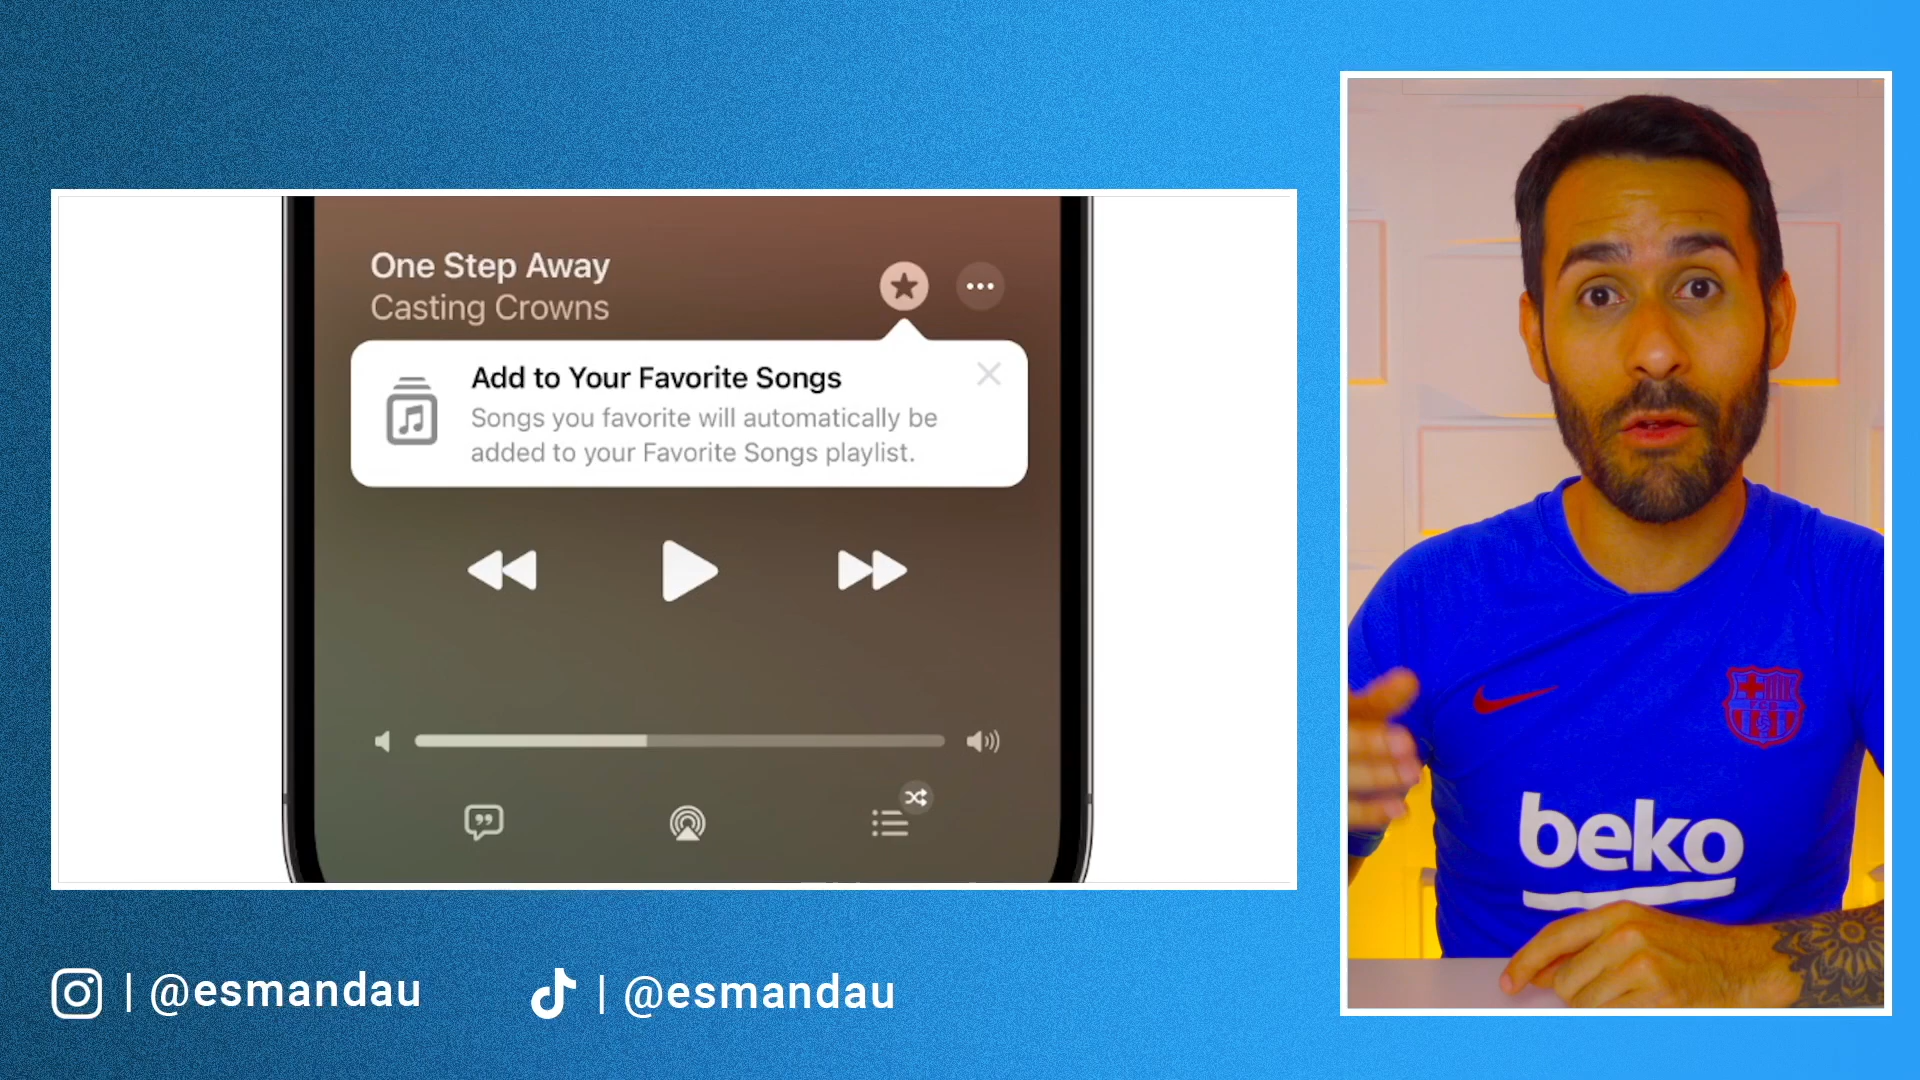 One Step Away
Casting Crowns
Add to Your Favorite Songs
Songs you favorite will automatically be
added to your Favorite Songs playlist.
beko
| @esmandau
| @esmandau